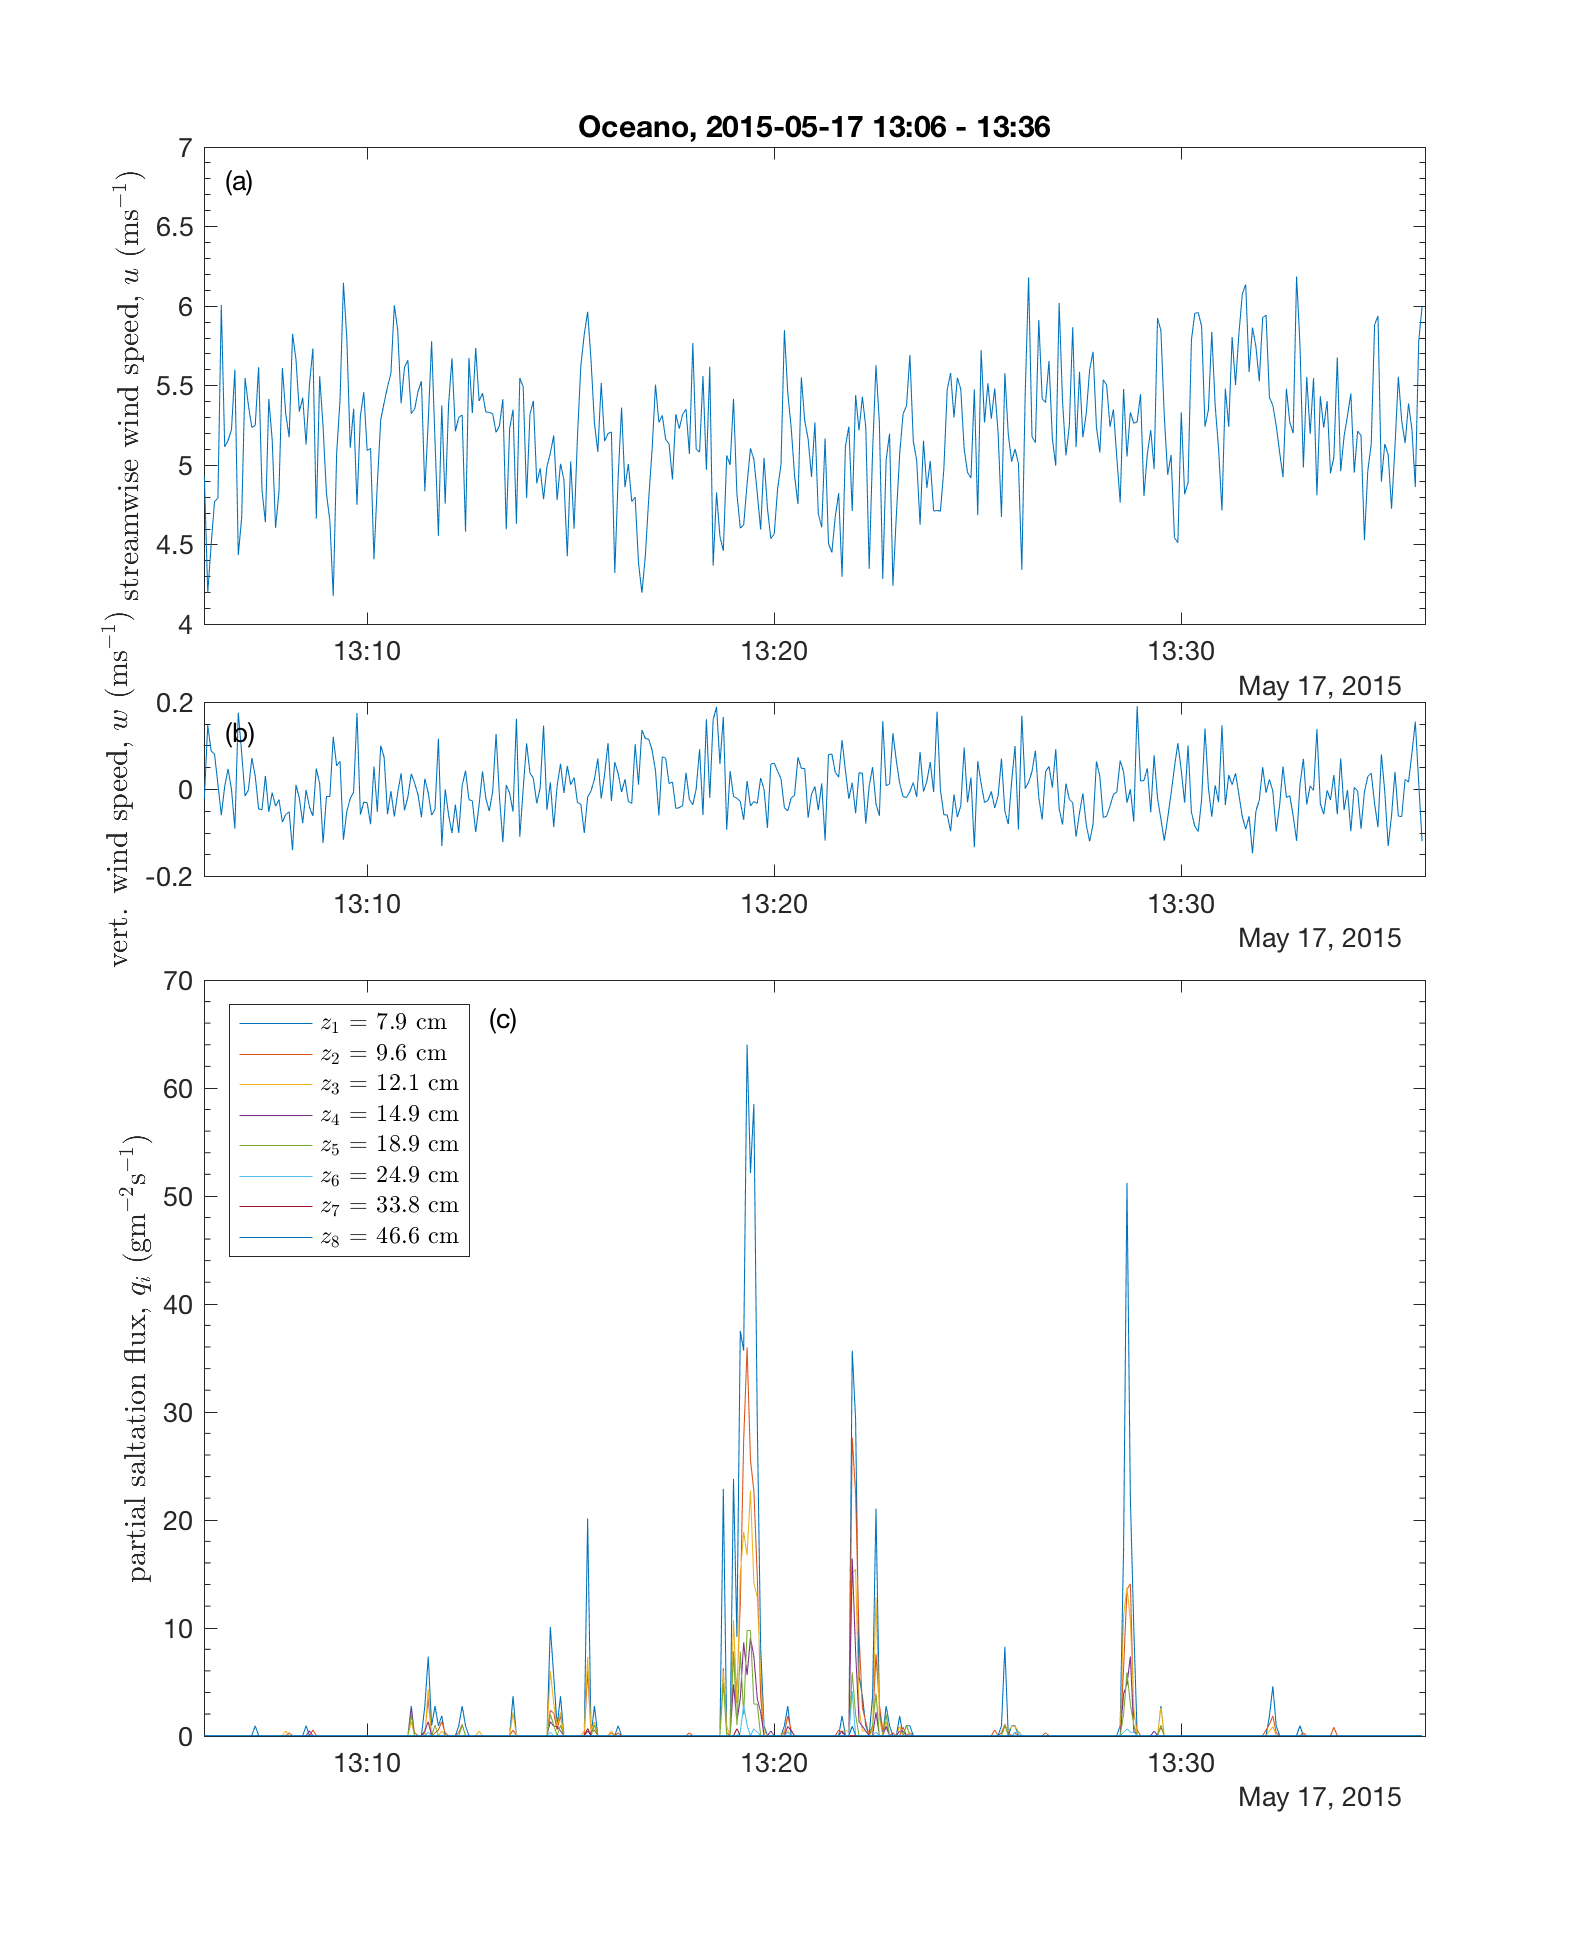 Oceano, 2015-05-17 13:06 - 13:36
(a)
streamwise wind speed, u (ms⁻¹)
7
6.5
6
5.5
5
4.5
4
13:10 13:20 13:30
May 17, 2015
(b)
vert. wind speed, w (ms⁻¹)
0.2
0
-0.2
13:10 13:20 13:30
May 17, 2015
(c)
partial saltation flux, qᵢ (gm⁻²s⁻¹)
70
60
50
40
30
20
10
0
z₁ = 7.9 cm
z₂ = 9.6 cm
z₃ = 12.1 cm
z₄ = 14.9 cm
z₅ = 18.9 cm
z₆ = 24.9 cm
z₇ = 33.8 cm
z₈ = 46.6 cm
13:10 13:20 13:30
May 17, 2015